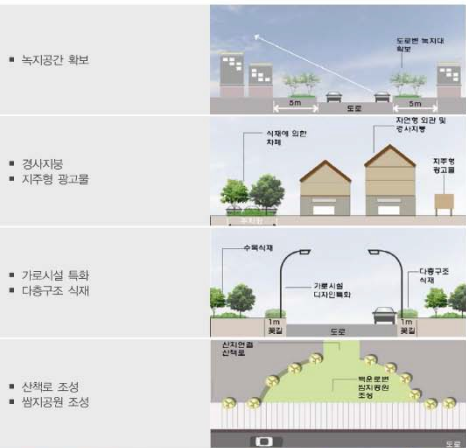 녹지공간 확보
도로변 녹지대
확보
5m
5m
도로
경사지붕
지주형 광고물
식재에 의한
차폐
자연형 외관 및
경사지붕
지주형
광고물
가로시설 특화
다층구조 식재
수목식재
가로시설
디자인특화
다층구조
식재
1m
꽃길
도로
1m
꽃길
산책로 조성
쌈지공원 조성
산지연결
산책로
백운로변
쌈지공원
조성
도로